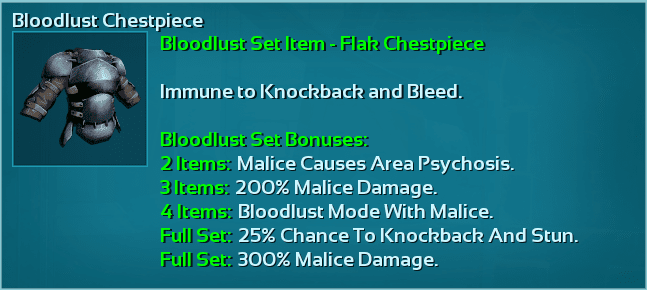 Bloodlust Chestpiece
Bloodlust Set Item - Flak Chestpiece
Immune to Knockback and Bleed.
Bloodlust Set Bonuses:
2 Items: Malice Causes Area Psychosis.
3 Items: 200% Malice Damage.
4 Items: Bloodlust Mode With Malice.
Full Set: 25% Chance To Knockback And Stun.
Full Set: 300% Malice Damage.